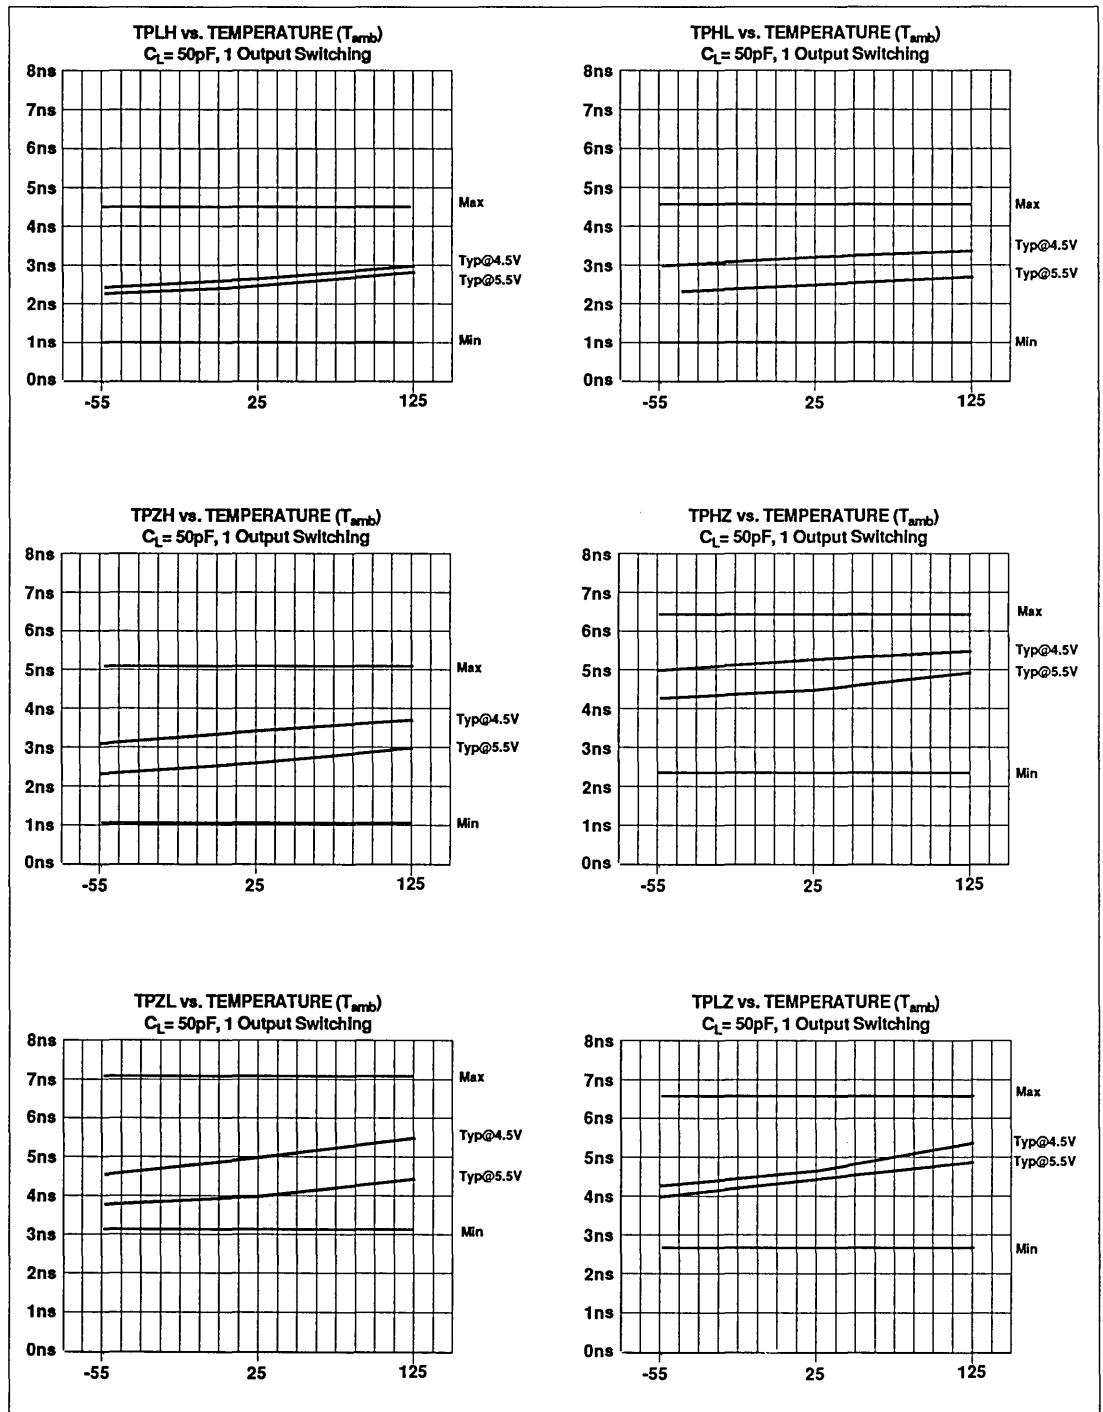 TPLH vs. TEMPERATURE (Tamb)
CL= 50pF, 1 Output Switching
8ns
7ns
6ns
5ns
4ns
3ns
2ns
1ns
0ns
Max
Typ@4.5V
Typ@5.5V
Min
-55
25
125
TPHL vs. TEMPERATURE (Tamb)
CL= 50pF, 1 Output Switching
8ns
7ns
6ns
5ns
4ns
3ns
2ns
1ns
0ns
Max
Typ@4.5V
Typ@5.5V
Min
-55
25
125
TPZH vs. TEMPERATURE (Tamb)
CL= 50pF, 1 Output Switching
8ns
7ns
6ns
5ns
4ns
3ns
2ns
1ns
0ns
Max
Typ@4.5V
Typ@5.5V
Min
-55
25
125
TPHZ vs. TEMPERATURE (Tamb)
CL= 50pF, 1 Output Switching
8ns
7ns
6ns
5ns
4ns
3ns
2ns
1ns
0ns
Max
Typ@4.5V
Typ@5.5V
Min
-55
25
125
TPZL vs. TEMPERATURE (Tamb)
CL= 50pF, 1 Output Switching
8ns
7ns
6ns
5ns
4ns
3ns
2ns
1ns
0ns
Max
Typ@4.5V
Typ@5.5V
Min
-55
25
125
TPLZ vs. TEMPERATURE (Tamb)
CL= 50pF, 1 Output Switching
8ns
7ns
6ns
5ns
4ns
3ns
2ns
1ns
0ns
Max
Typ@4.5V
Typ@5.5V
Min
-55
25
125